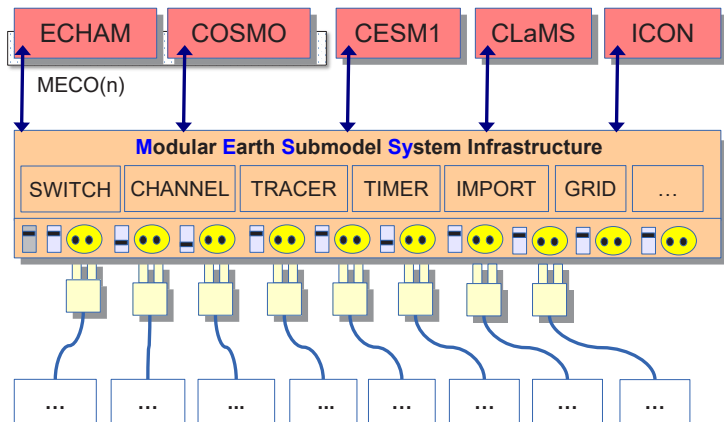 ECHAM COSMO CESM1 CLaMS ICON
MECO(n)
Modular Earth Submodel System Infrastructure
SWITCH CHANNEL TRACER TIMER IMPORT GRID ...
... ... ... ... ... ... ... ...